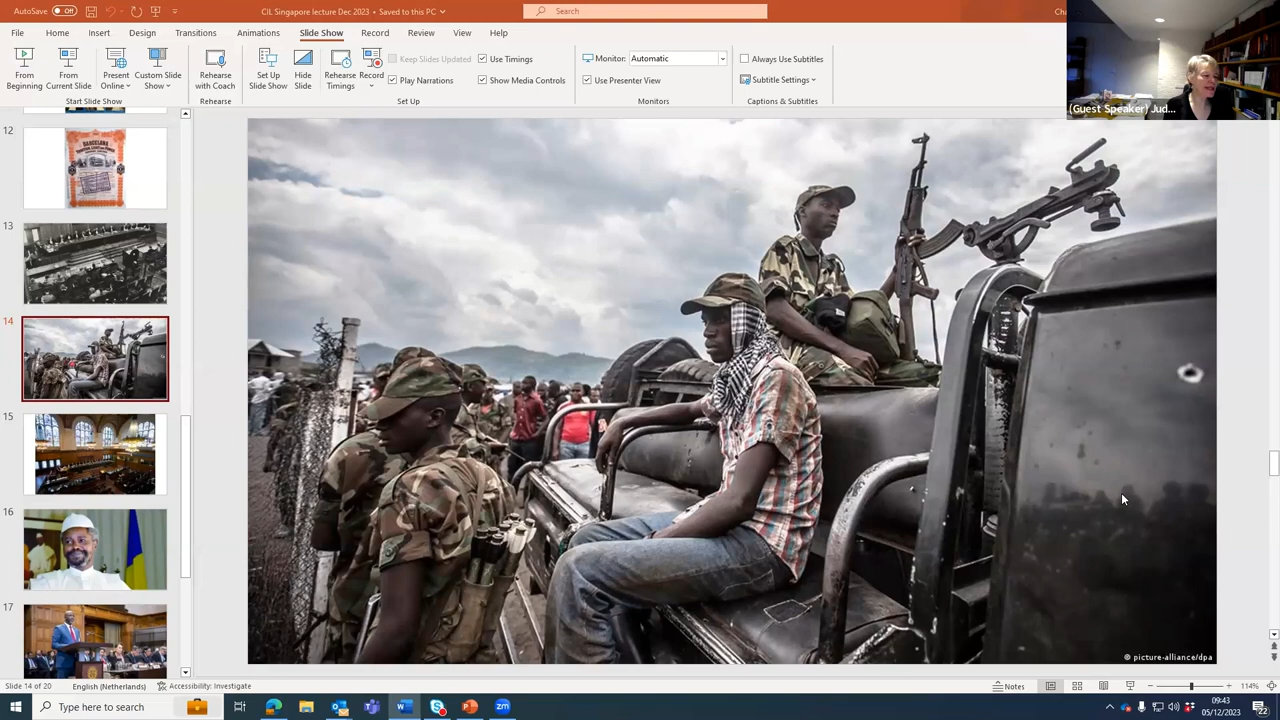 AutoSave Off CIL Singapore lecture Dec 2023 • Saved to this PC Search
File Home Insert Design Transitions Animations Slide Show Record Review View Help
From Beginning
From Current Slide
Present Online
Custom Slide Show
Start Slide Show
Rehearse with Coach
Rehearse
Set Up Slide Show
Hide Slide
Rehearse Timings
Record
Keep Slides Updated
Play Narrations
Use Timings
Show Media Controls
Set Up
Monitor: Automatic
Use Presenter View
Monitors
Always Use Subtitles
Subtitle Settings
Captions & Subtitles
(Guest Speaker) Jud...
12
BARCELONA
13
14
15
16
17
© picture-alliance/dpa
Slide 14 of 20 English (Netherlands) Accessibility: Investigate Notes 114%
Type here to search
09:43
05/12/2023
22